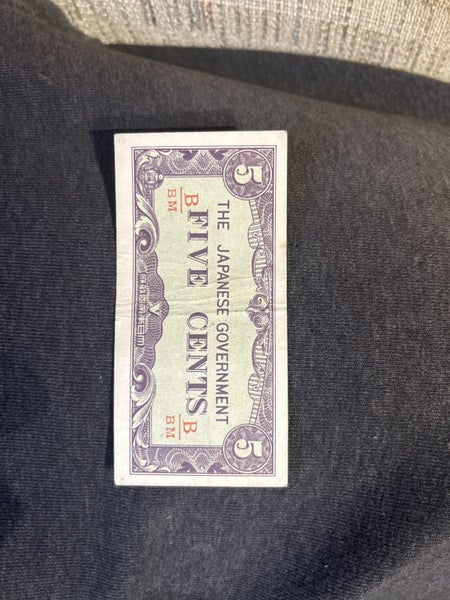 5 5
THE JAPANESE GOVERNMENT
B FIVE CENTS B
BM BM